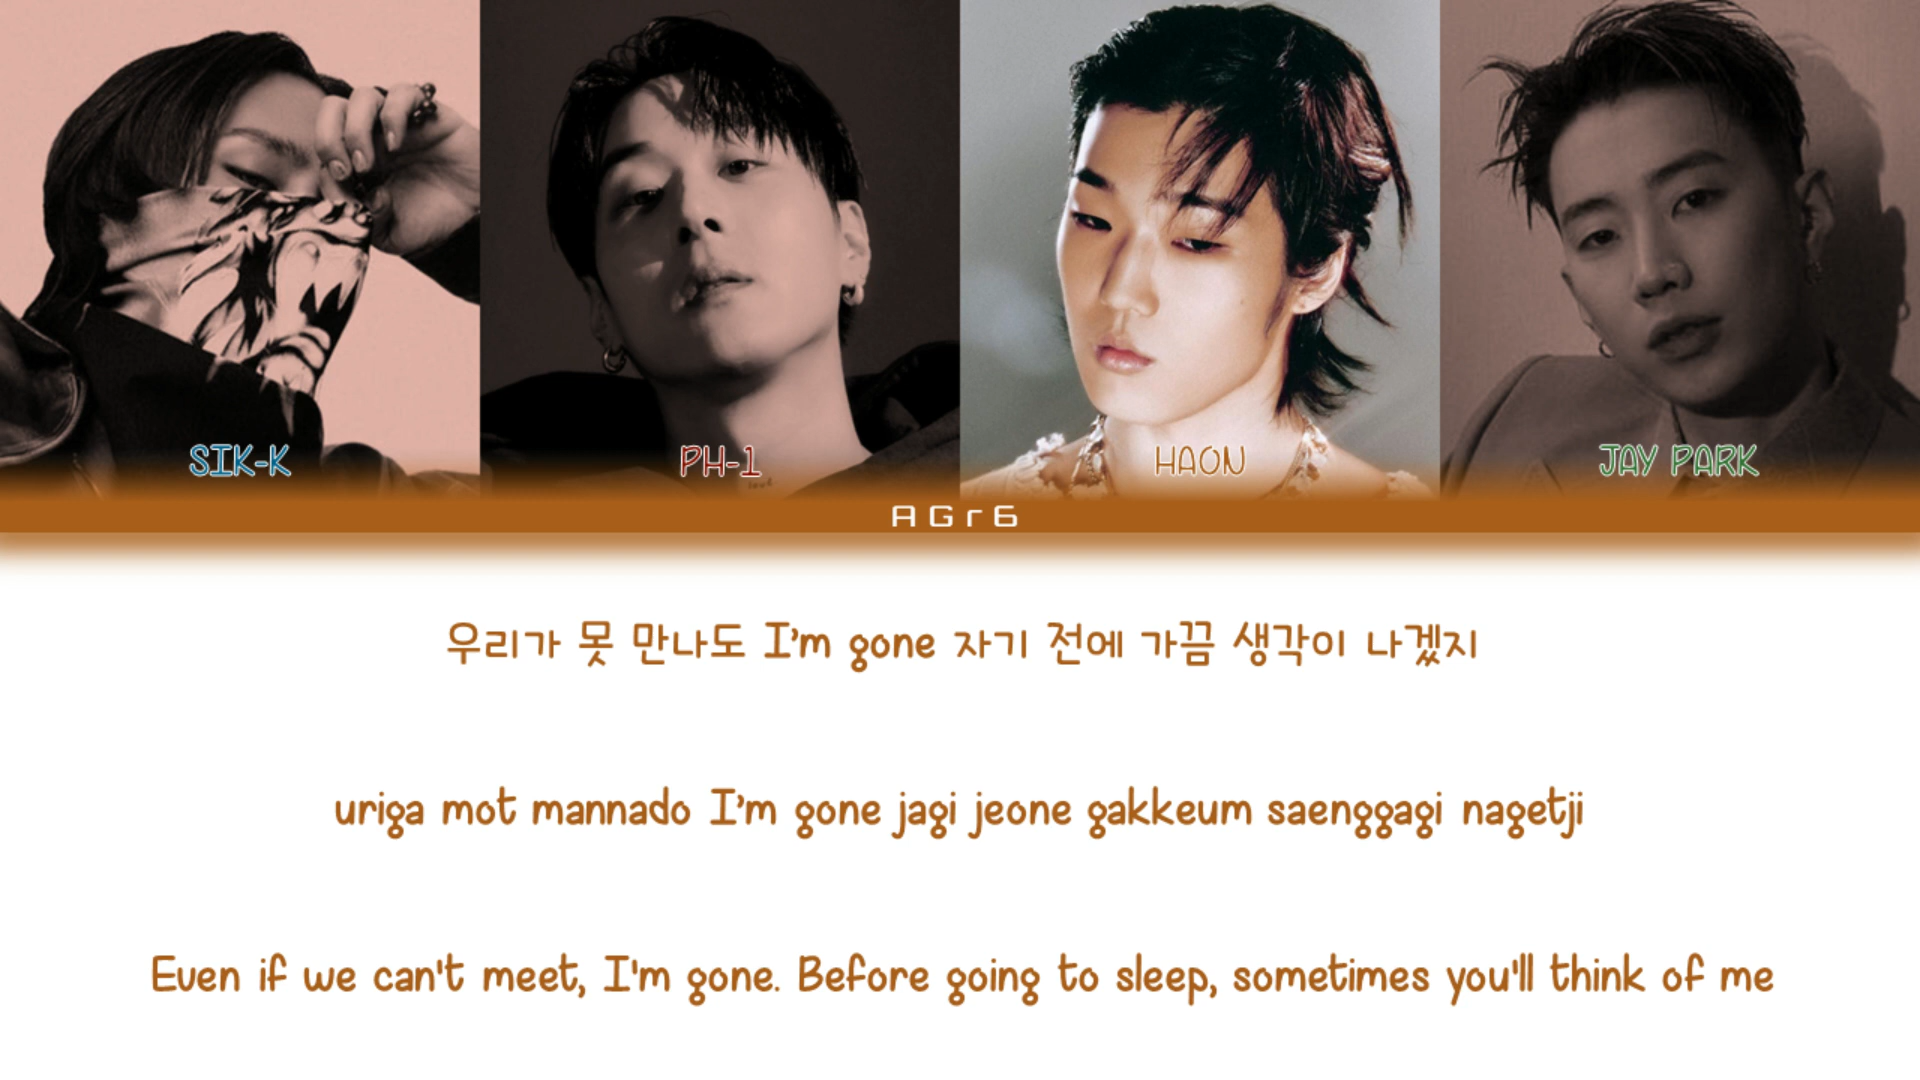 SIK-K
PH-1
HAON
JAY PARK
AGr6
우리가 못 만나도 I'm gone 자기 전에 가끔 생각이 나겠지
uriga mot mannado I'm gone jagi jeone gakkeum saenggagi nagetji
Even if we can't meet, I'm gone. Before going to sleep, sometimes you'll think of me